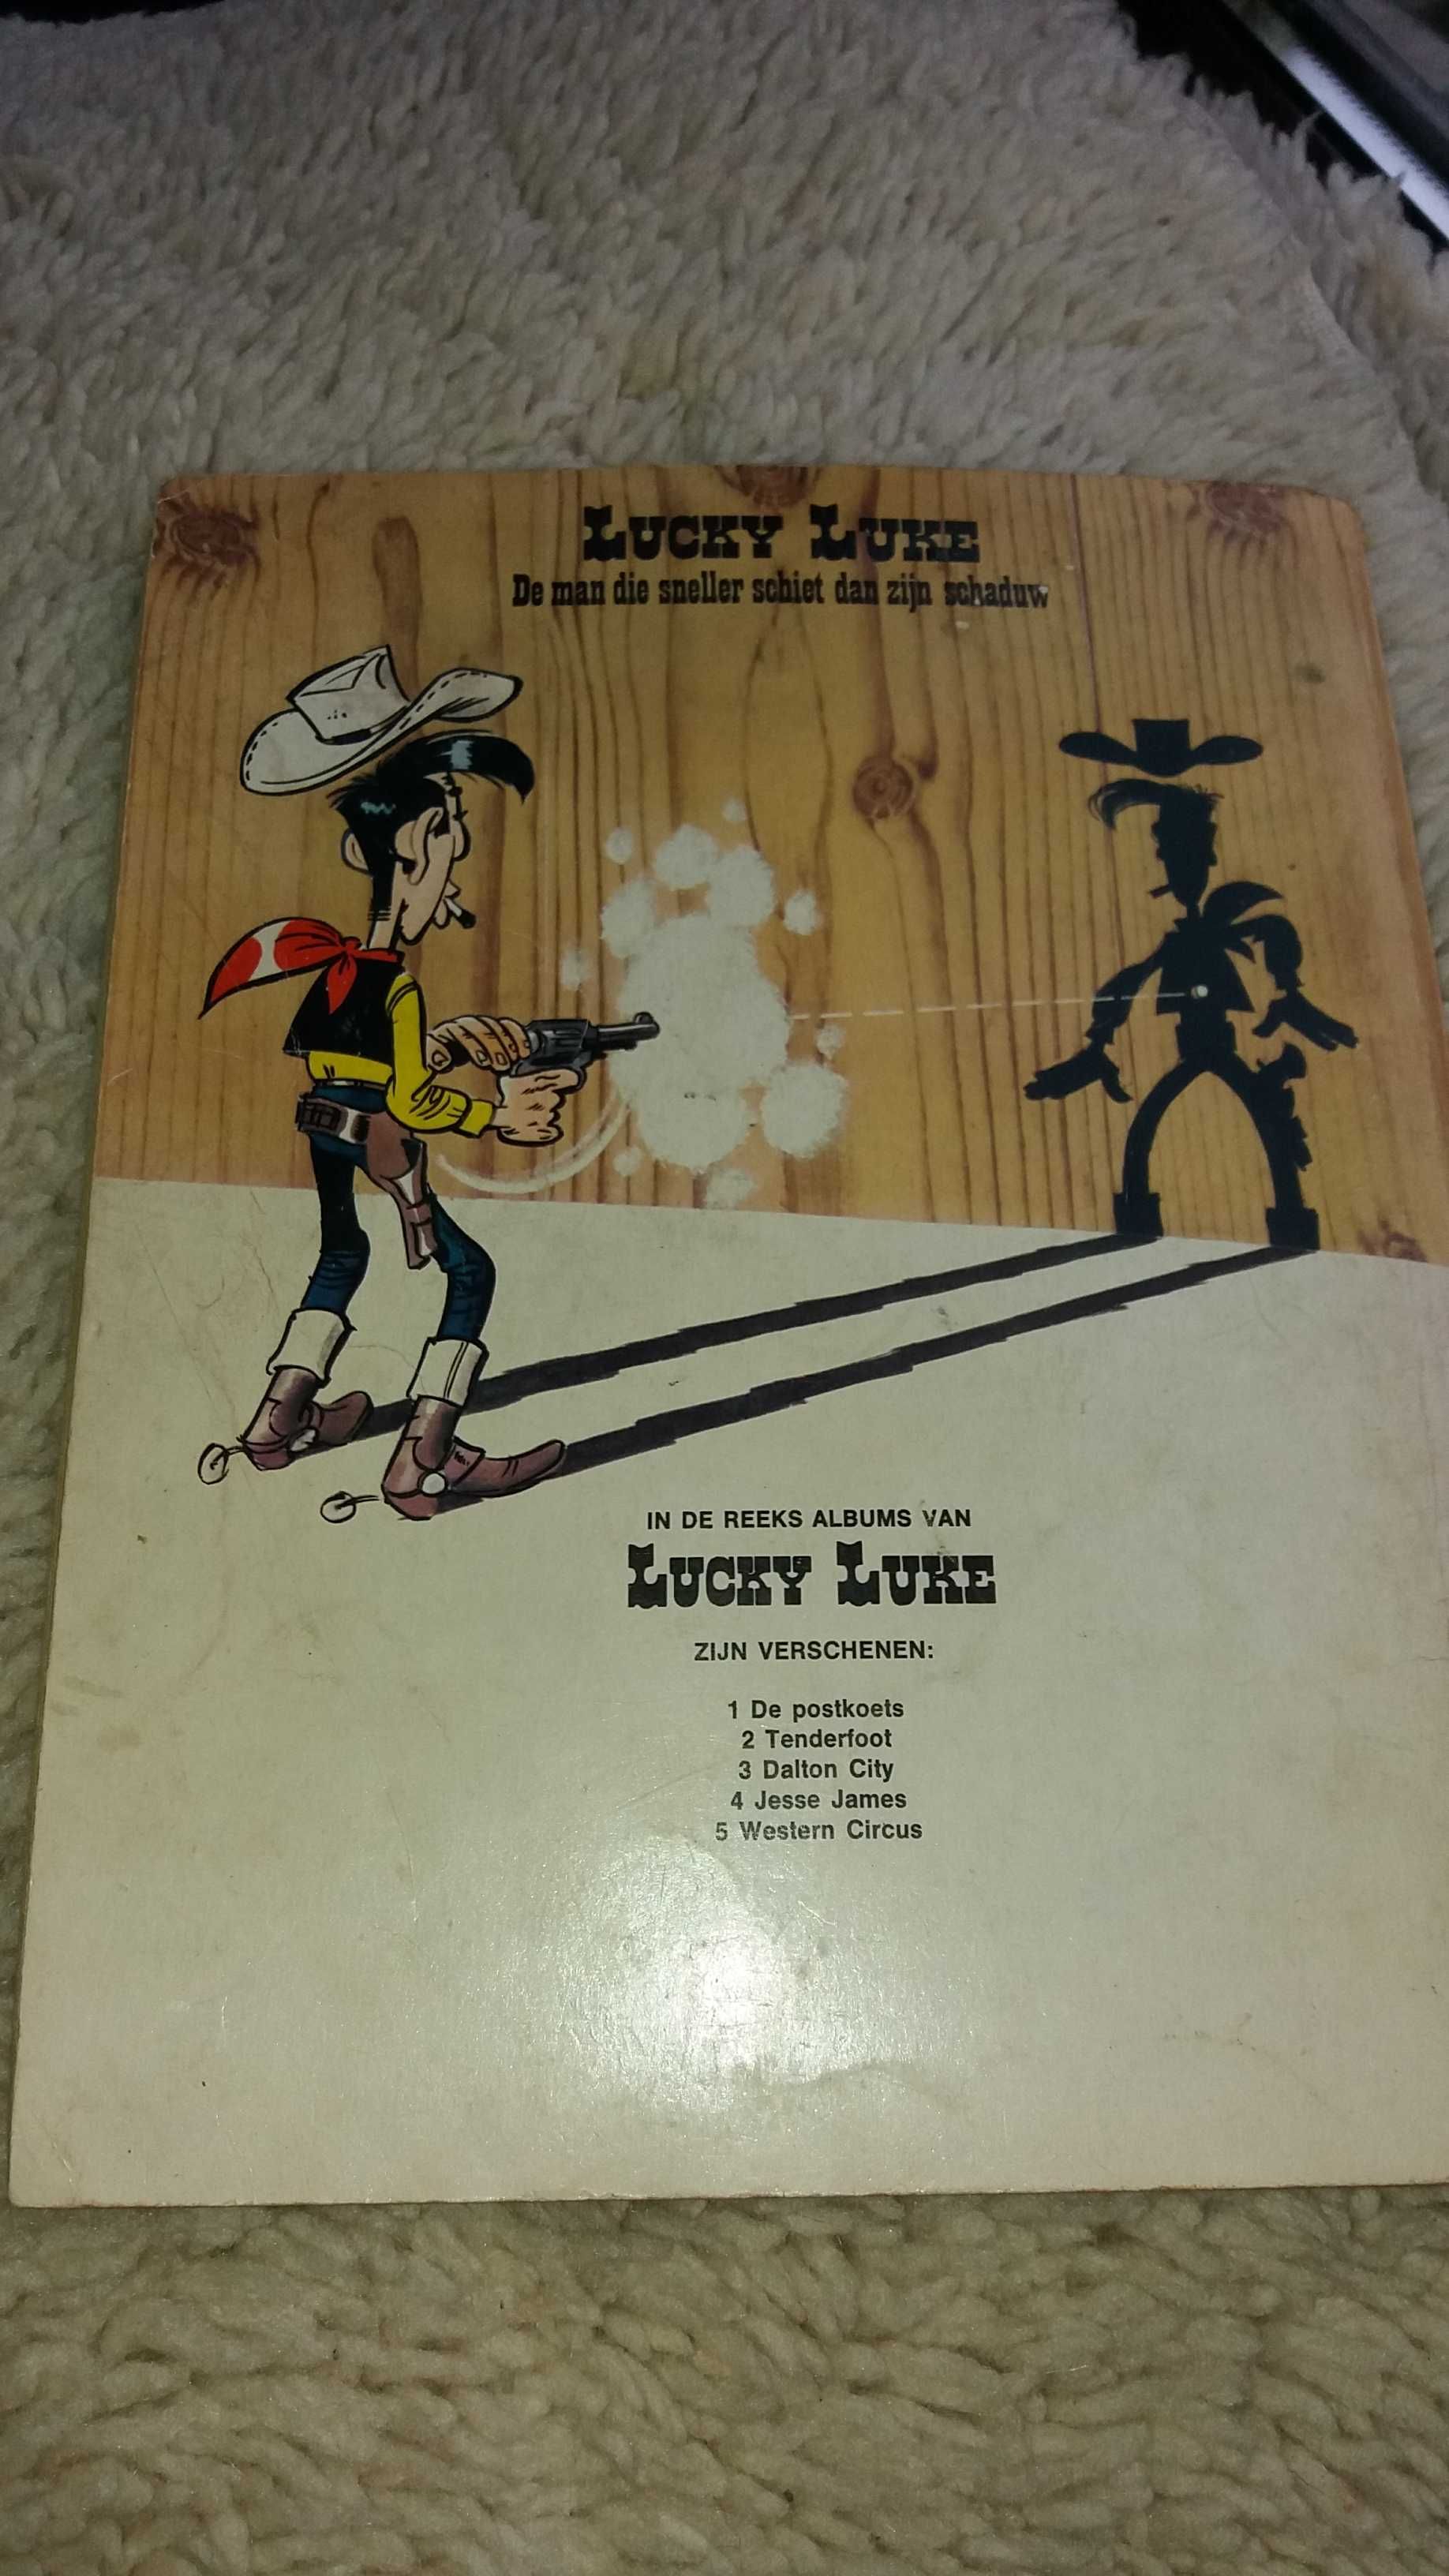 LUCKY LUKE
De man die sneller schiet dan zijn schaduw
IN DE REEKS ALBUMS VAN
LUCKY LUKE
ZIJN VERSCHENEN:
1 De postkoets
2 Tenderfoot
3 Dalton City
4 Jesse James
5 Western Circus